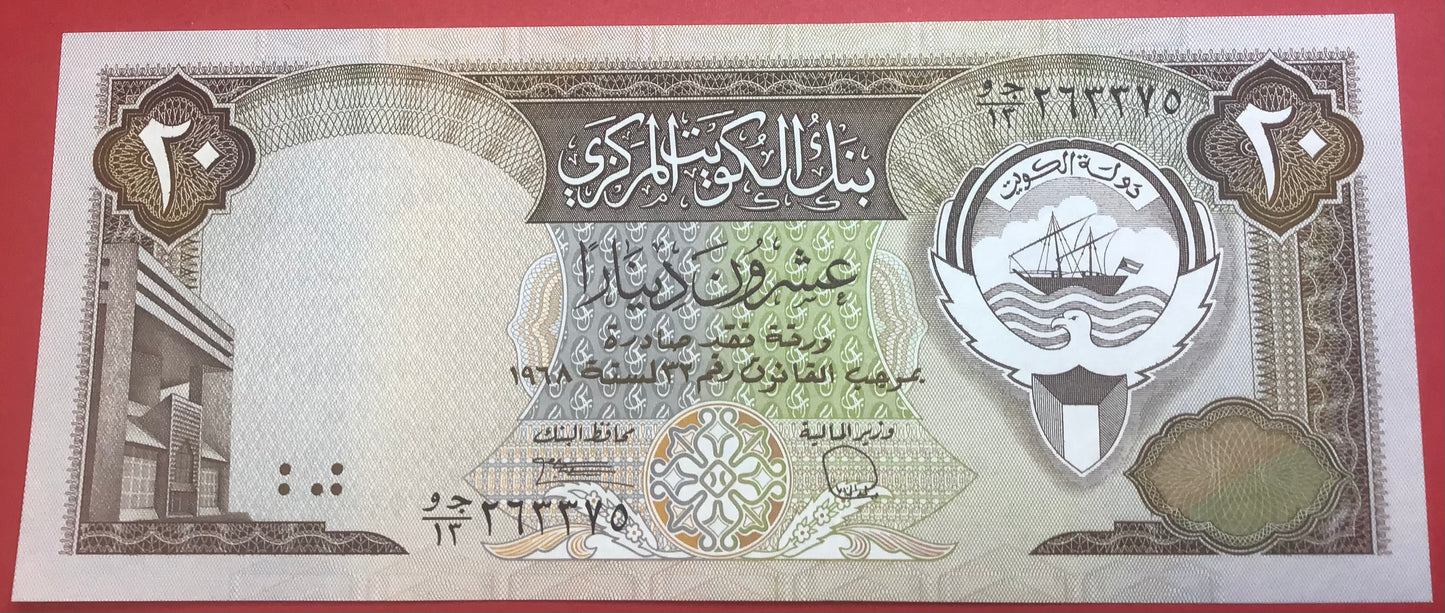 ٢٠
ج و/١٣ ٢٦٣٣٧٥
٢٠
بنك الكويت المركزي
دولة الكويت
عشرون دينارًا
ورقة نقد صادرة
بموجب القانون رقم ٣٢ لسنة ١٩٦٨
وزير المالية
محافظ البنك
ج و/١٣ ٢٦٣٣٧٥